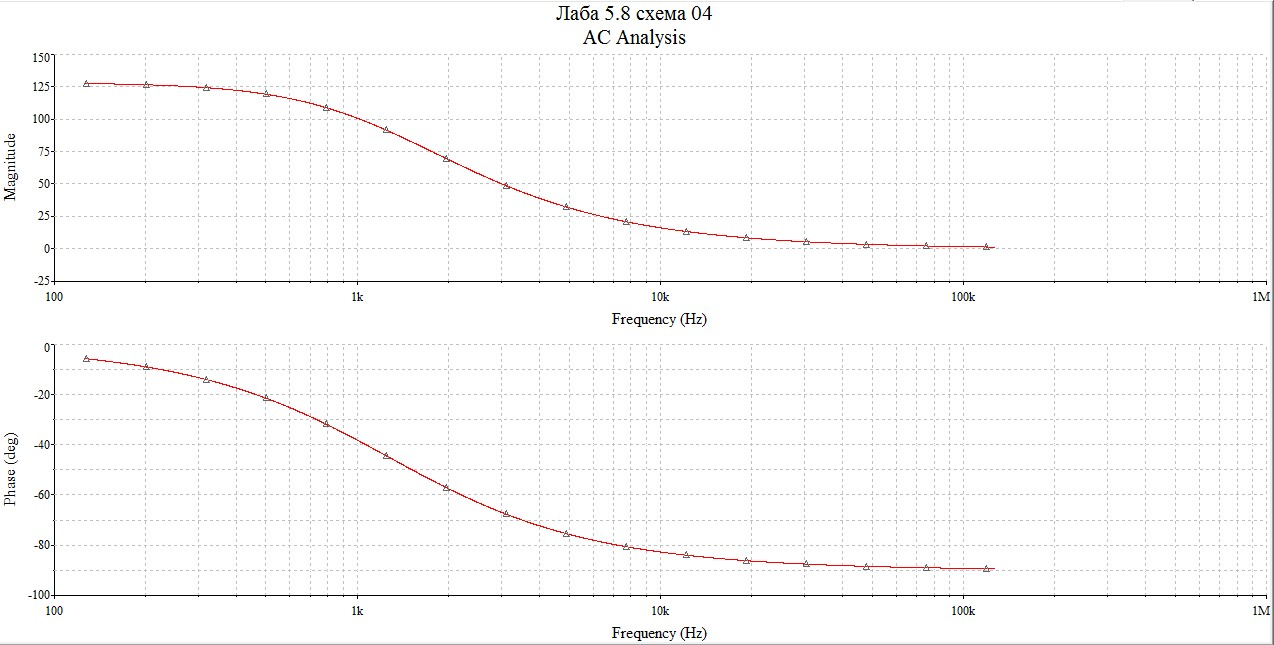 Лаба 5.8 схема 04
AC Analysis
Magnitude
150
125
100
75
50
25
0
-25
100 1k 10k 100k 1M
Frequency (Hz)
Phase (deg)
0
-20
-40
-60
-80
-100
100 1k 10k 100k 1M
Frequency (Hz)